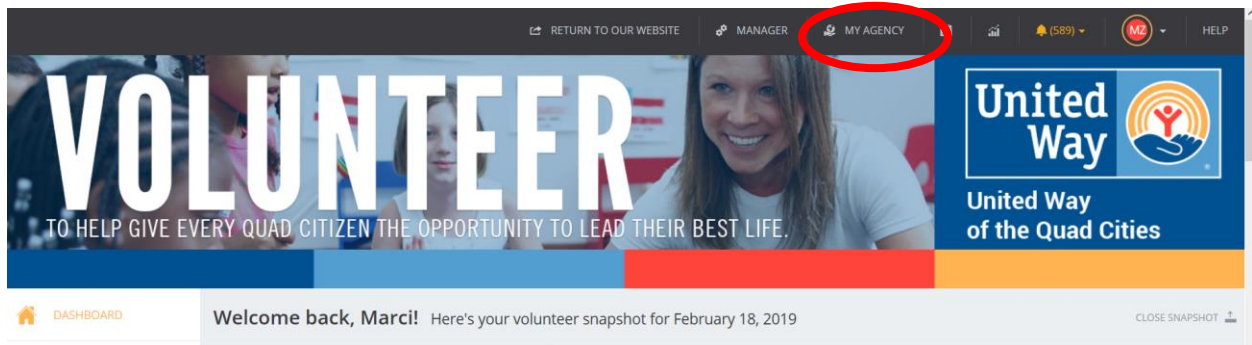 RETURN TO OUR WEBSITE MANAGER MY AGENCY (589) MZ HELP
VOLUNTEER
TO HELP GIVE EVERY QUAD CITIZEN THE OPPORTUNITY TO LEAD THEIR BEST LIFE.
United
Way
United Way
of the Quad Cities
DASHBOARD Welcome back, Marci! Here's your volunteer snapshot for February 18, 2019 CLOSE SNAPSHOT